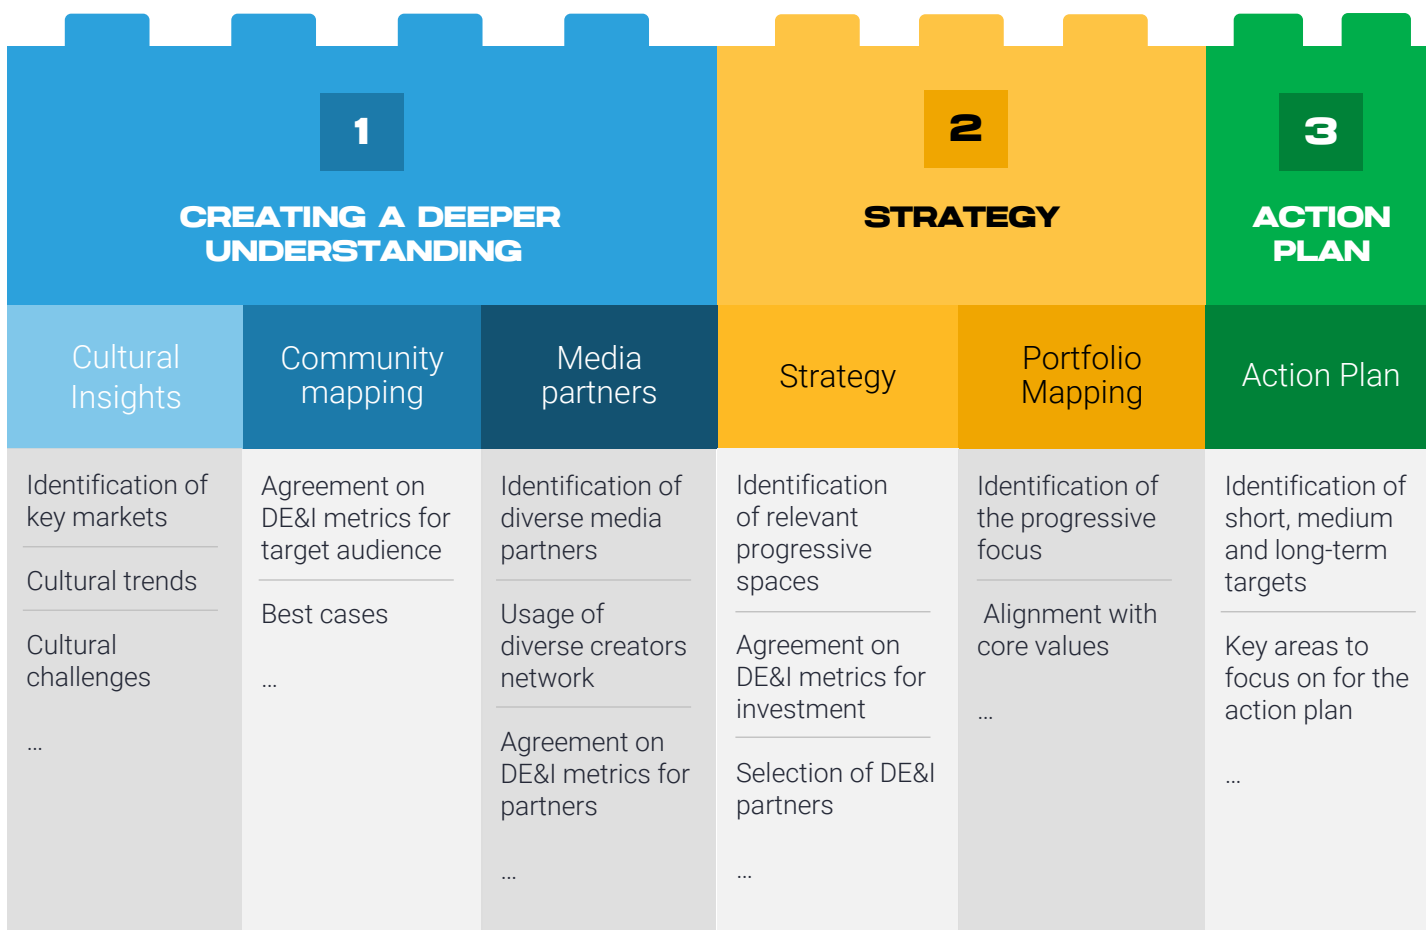 1
CREATING A DEEPER
UNDERSTANDING
2
STRATEGY
3
ACTION
PLAN
Cultural
Insights
Community
mapping
Media
partners
Strategy
Portfolio
Mapping
Action Plan
Identification of
key markets
Cultural trends
Cultural
challenges
...
Agreement on
DE&I metrics for
target audience
Best cases
...
Identification of
diverse media
partners
Usage of
diverse creators
network
Agreement on
DE&I metrics for
partners
...
Identification
of relevant
progressive
spaces
Agreement on
DE&I metrics for
investment
Selection of DE&I
partners
...
Identification of
the progressive
focus
Alignment with
core values
...
Identification of
short, medium
and long-term
targets
Key areas to
focus on for the
action plan
...